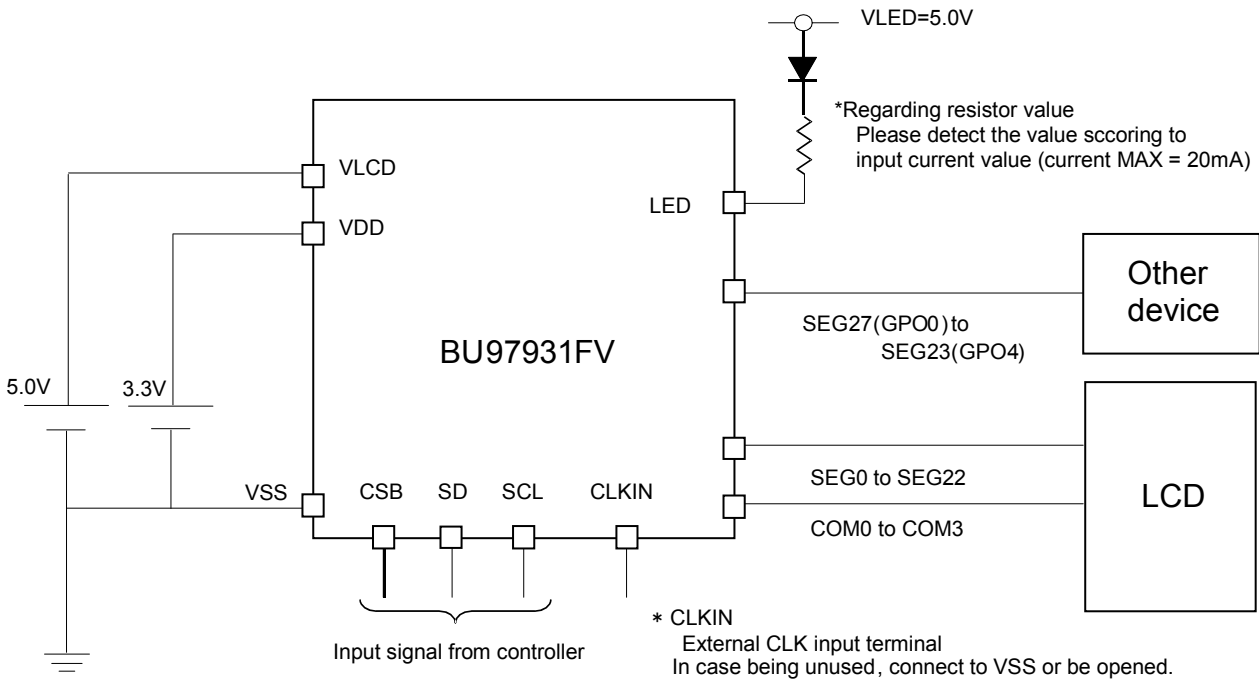 VLED=5.0V
*Regarding resistor value
Please detect the value sccoring to
input current value (current MAX = 20mA)
VLCD
LED
VDD
Other
device
SEG27(GPO0) to
SEG23(GPO4)
BU97931FV
5.0V
3.3V
VSS
CSB
SD
SCL
CLKIN
SEG0 to SEG22
LCD
COM0 to COM3
* CLKIN
External CLK input terminal
Input signal from controller
In case being unused, connect to VSS or be opened.